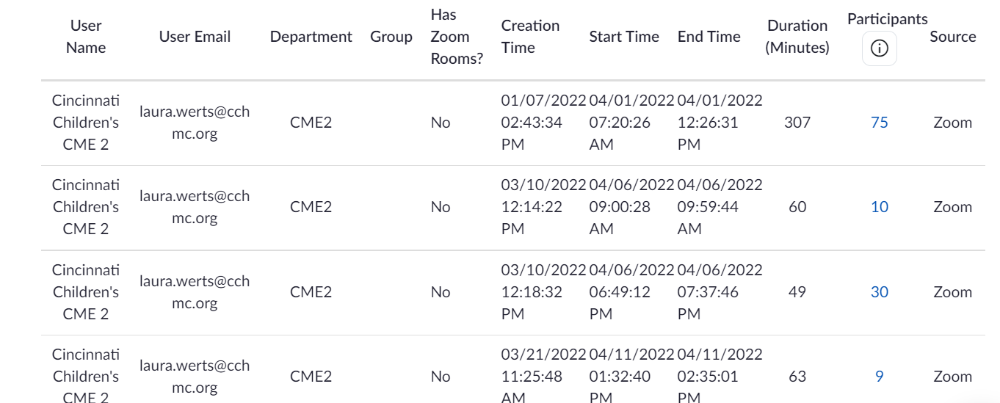 User Name User Email Department Group Has Zoom Rooms? Creation Time Start Time End Time Duration (Minutes) Participants Source
Cincinnati Children's CME 2 laura.werts@cchmc.org CME2 No 01/07/2022 02:43:34 PM 04/01/2022 07:20:26 AM 04/01/2022 12:26:31 PM 307 75 Zoom
Cincinnati Children's CME 2 laura.werts@cchmc.org CME2 No 03/10/2022 12:14:22 PM 04/06/2022 09:00:28 AM 04/06/2022 09:59:44 AM 60 10 Zoom
Cincinnati Children's CME 2 laura.werts@cchmc.org CME2 No 03/10/2022 12:18:32 PM 04/06/2022 06:49:12 PM 04/06/2022 07:37:46 PM 49 30 Zoom
Cincinnati Children's CME 2 laura.werts@cchmc.org CME2 No 03/21/2022 11:25:48 AM 04/11/2022 01:32:40 PM 04/11/2022 02:35:01 PM 63 9 Zoom